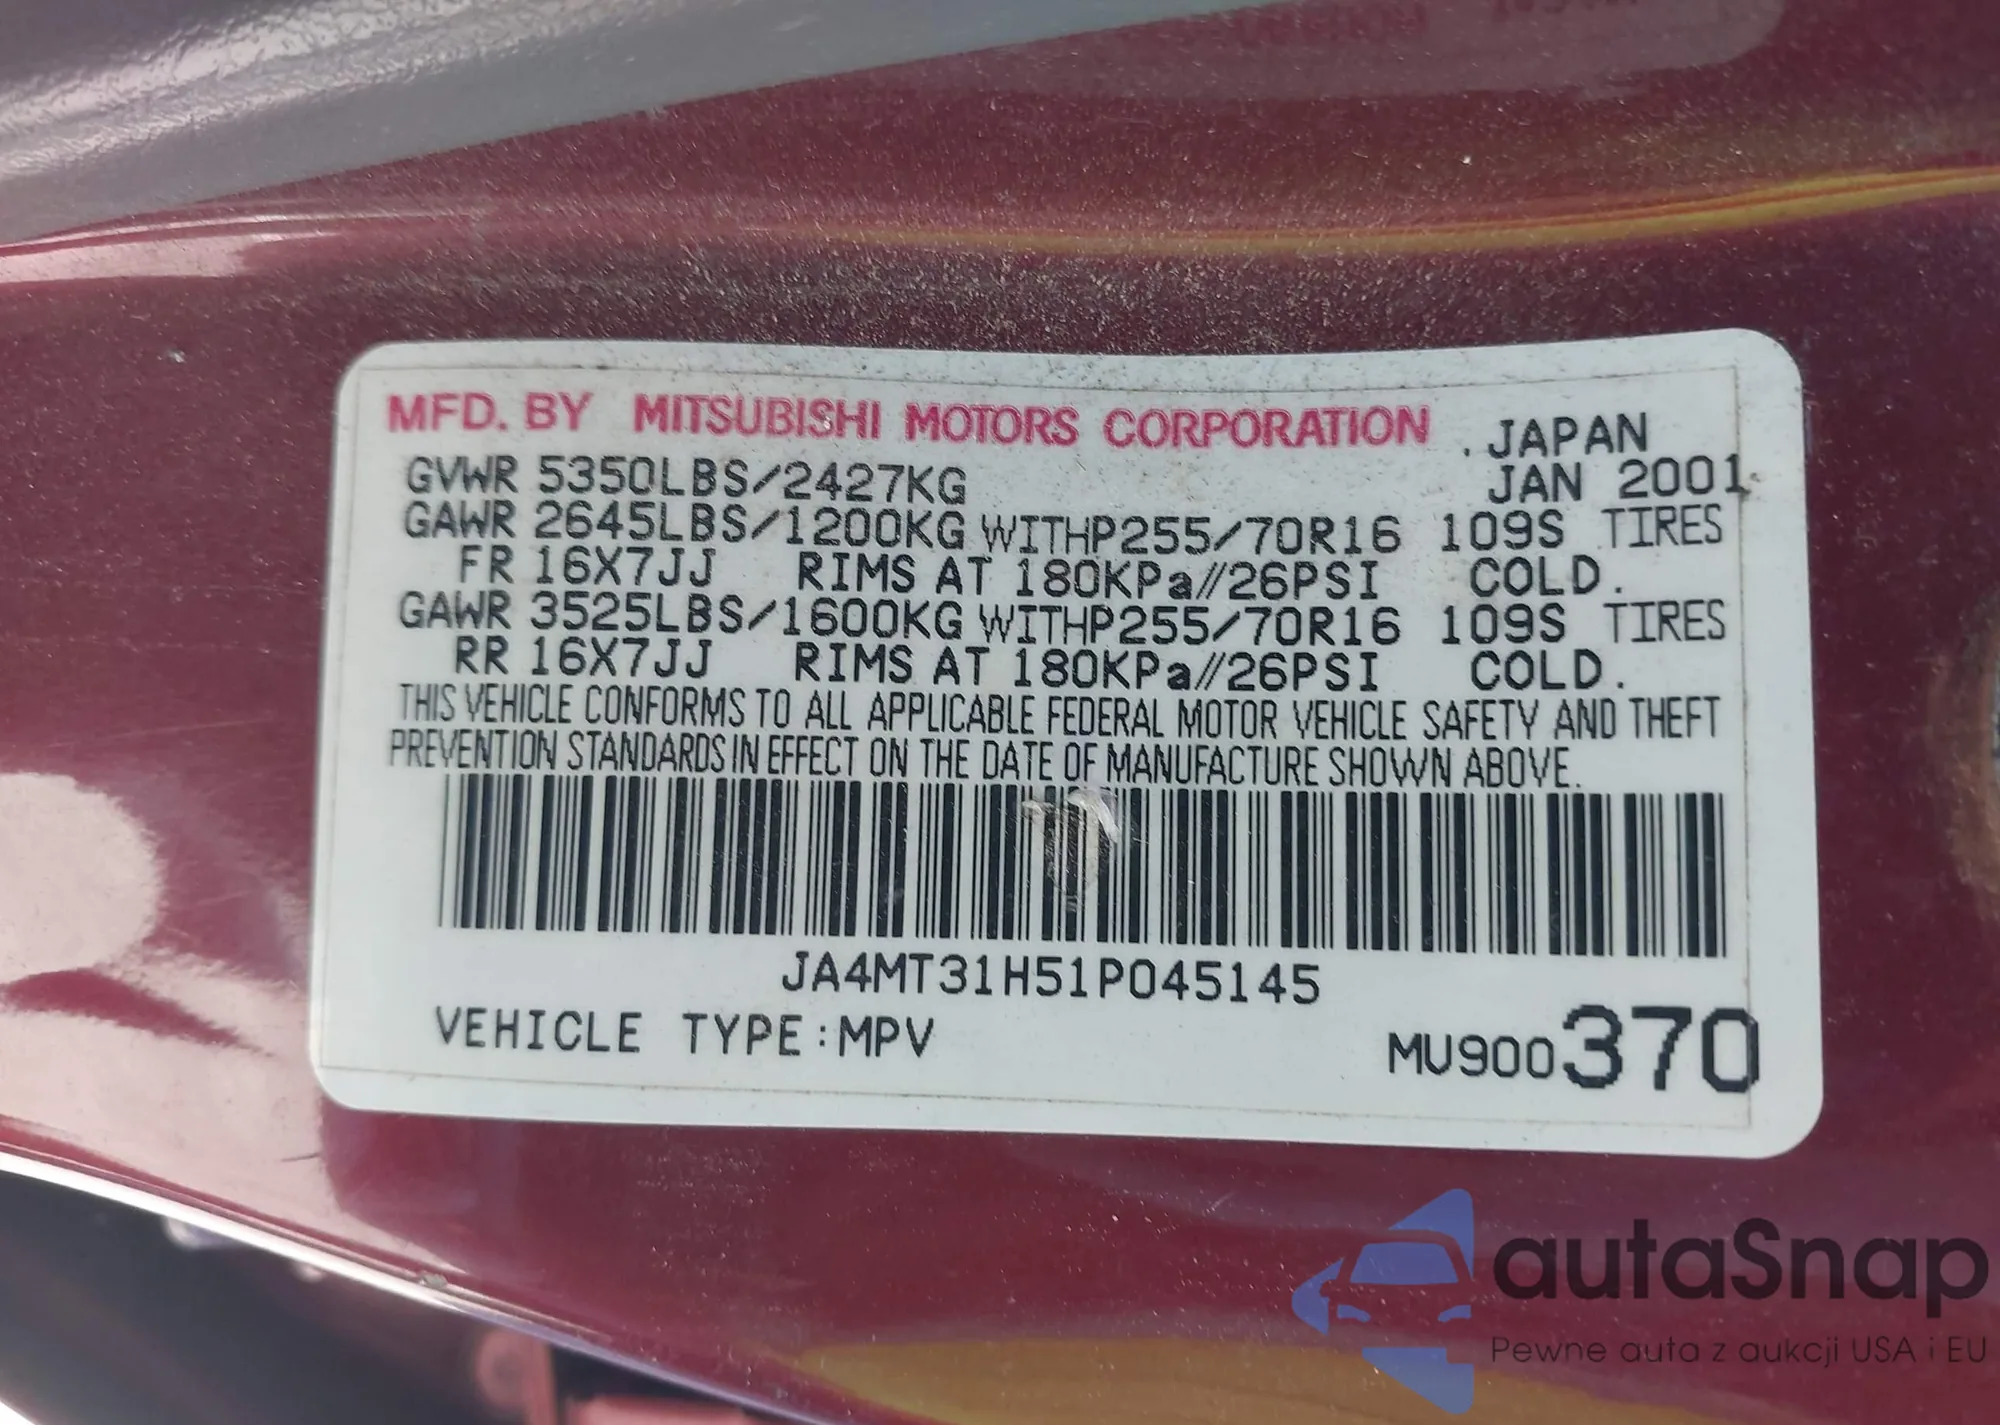 MFD. BY MITSUBISHI MOTORS CORPORATION . JAPAN
GVWR 5350LBS/2427KG JAN 2001
GAWR 2645LBS/1200KG WITHP255/70R16 109S TIRES
FR 16X7JJ RIMS AT 180KPa//26PSI COLD.
GAWR 3525LBS/1600KG WITHP255/70R16 109S TIRES
RR 16X7JJ RIMS AT 180KPa//26PSI COLD.
THIS VEHICLE CONFORMS TO ALL APPLICABLE FEDERAL MOTOR VEHICLE SAFETY AND THEFT
PREVENTION STANDARDS IN EFFECT ON THE DATE OF MANUFACTURE SHOWN ABOVE.
JA4MT31H51P045145
VEHICLE TYPE:MPV MU900370
autaSnap
Pewne auta z aukcji USA i EU